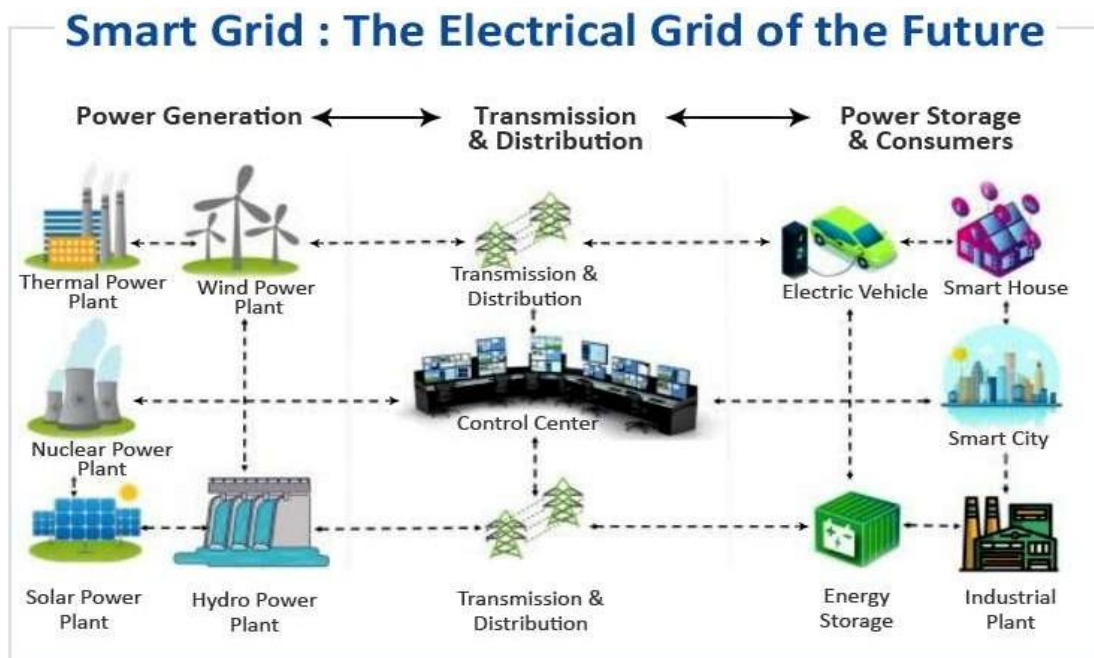 Smart Grid : The Electrical Grid of the Future
Power Generation
Transmission
& Distribution
Power Storage
& Consumers
Thermal Power
Plant
Wind Power
Plant
Transmission &
Distribution
Electric Vehicle
Smart House
Nuclear Power
Plant
Control Center
Smart City
Solar Power
Plant
Hydro Power
Plant
Transmission &
Distribution
Energy
Storage
Industrial
Plant